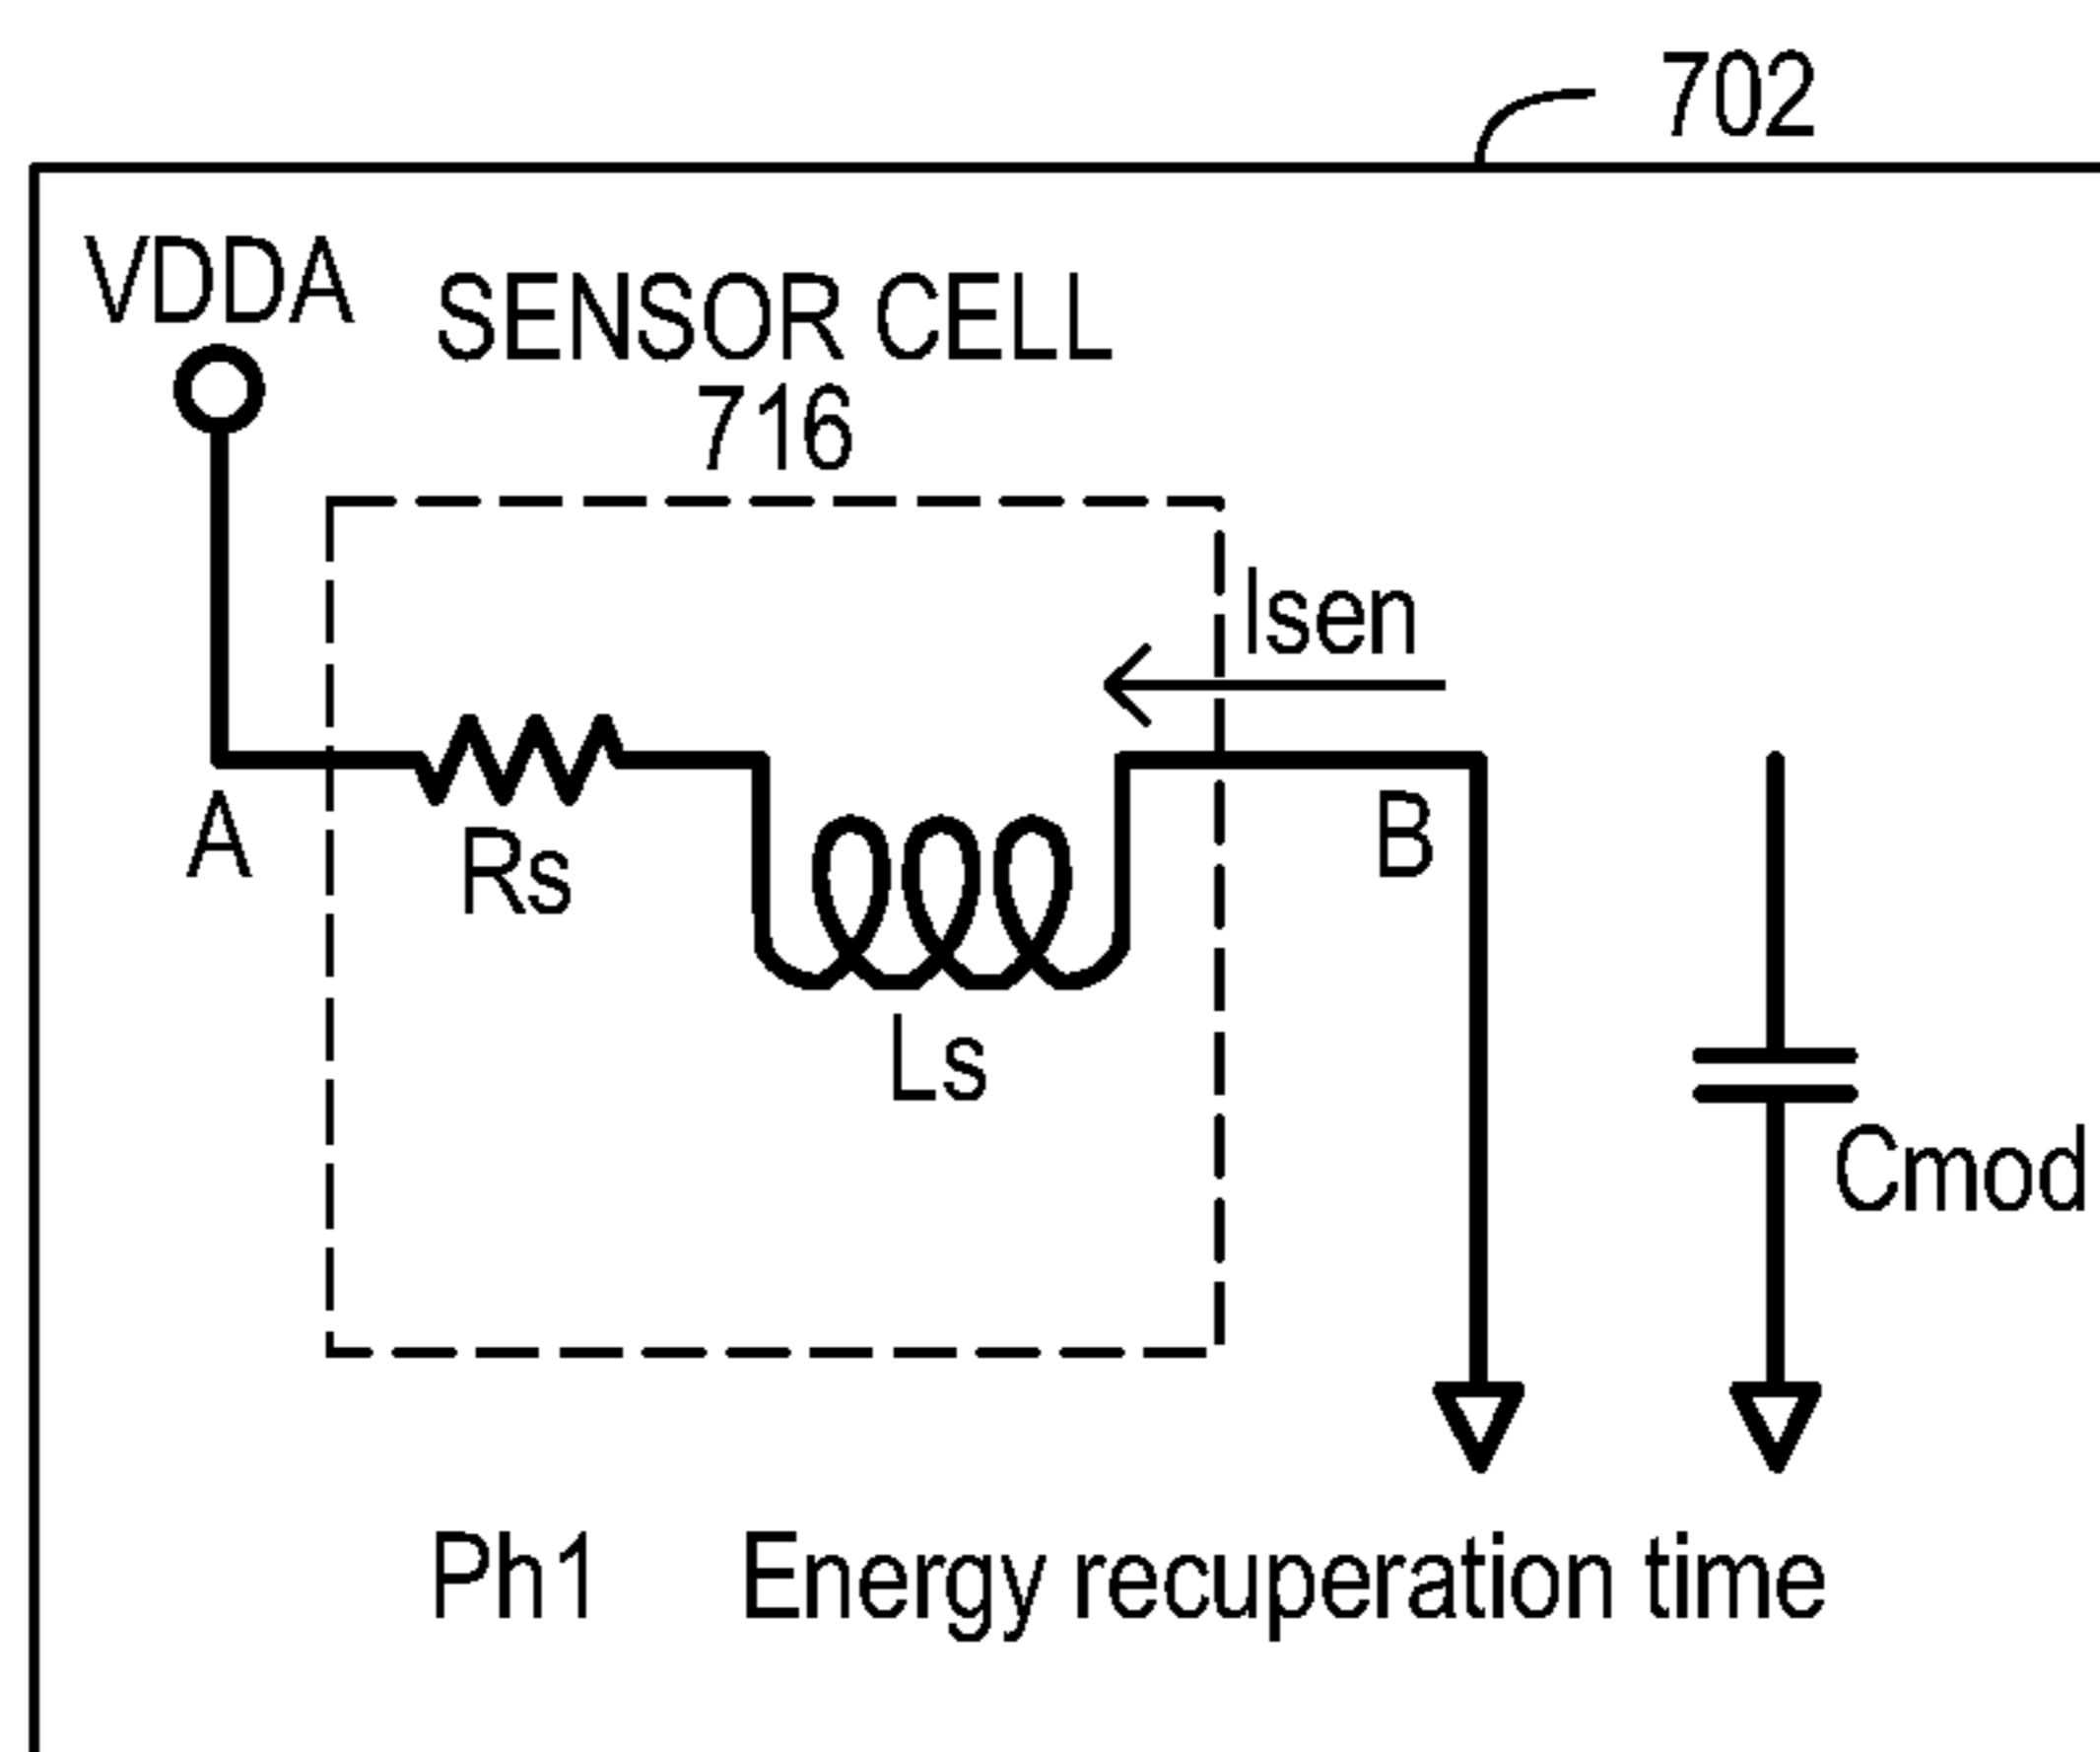 702
VDDA
SENSOR CELL
716
Isen
A
Rs
B
Ls
Cmod
Ph1 Energy recuperation time